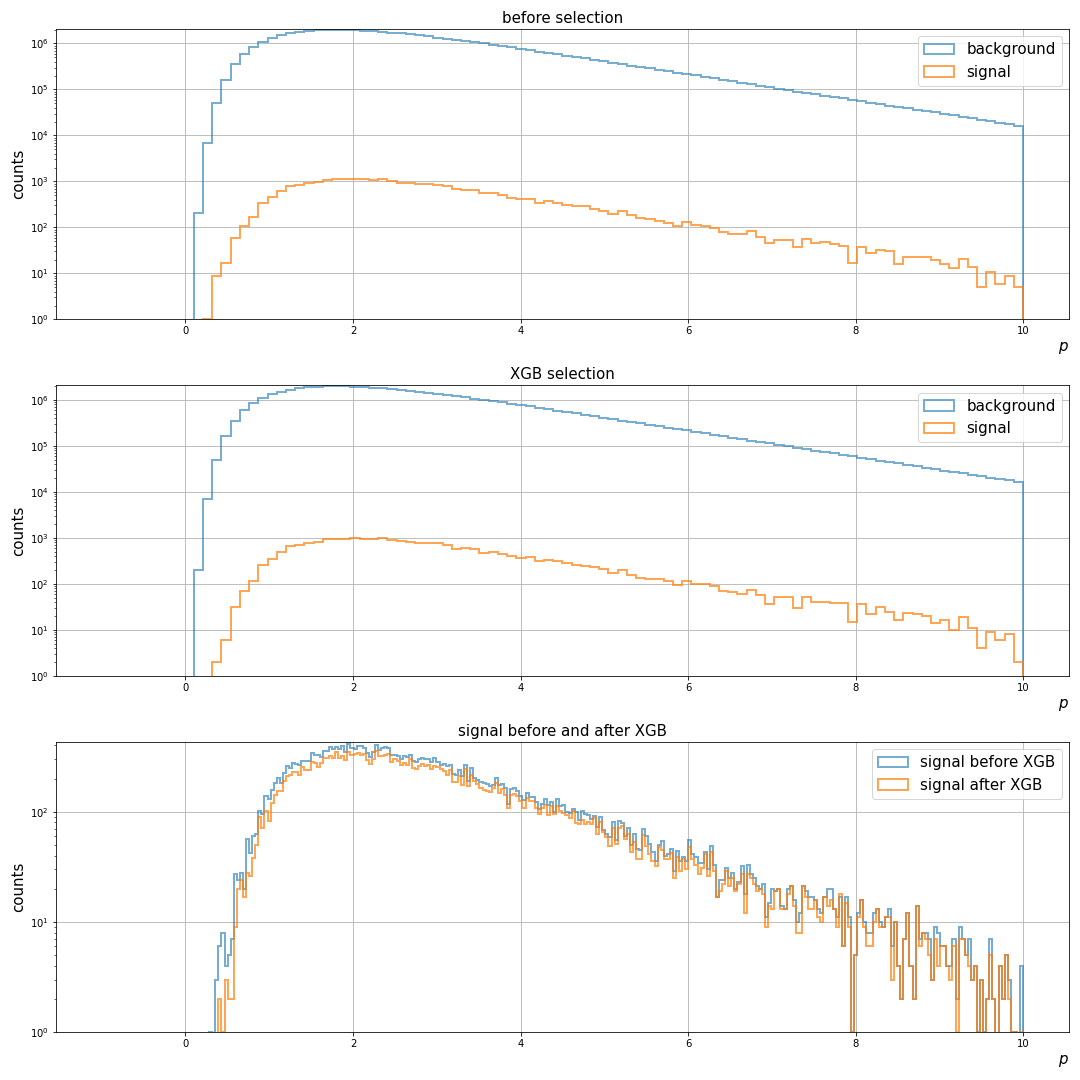 before selection
background
signal
counts
10⁶
10⁵
10⁴
10³
10²
10¹
10⁰
0 2 4 6 8 10
p
XGB selection
background
signal
counts
10⁶
10⁵
10⁴
10³
10²
10¹
10⁰
0 2 4 6 8 10
p
signal before and after XGB
signal before XGB
signal after XGB
counts
10²
10¹
10⁰
0 2 4 6 8 10
p